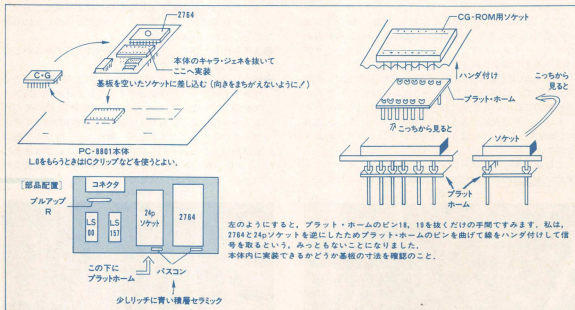 2764
C・G
本体のキャラ・ジェネを抜いて
ここへ実装
基板を空いたソケットに差し込む(向きをまちがえないように!)
PC-8801本体
L0をもらうときはICクリップなどを使うとよい.
[部品配置]
コネクタ
プルアップ
R
LS
00
LS
157
24p
ソケット
2764
この下に
プラットホーム
パスコン
少しリッチに青い積層セラミック
CG-ROM用ソケット
ハンダ付け
プラット・ホーム
こっちから
見ると
こっちから見ると
ソケット
プラット
ホーム
左のようにすると,プラット・ホームのピン18,19を抜くだけの手間ですみます.私は,
2764と24pソケットを逆にしたためプラット・ホームのピンを曲げて線をハンダ付けして信
号を取るという,みっともないことになりました.
本体内に実装できるかどうか基板の寸法を確認のこと.